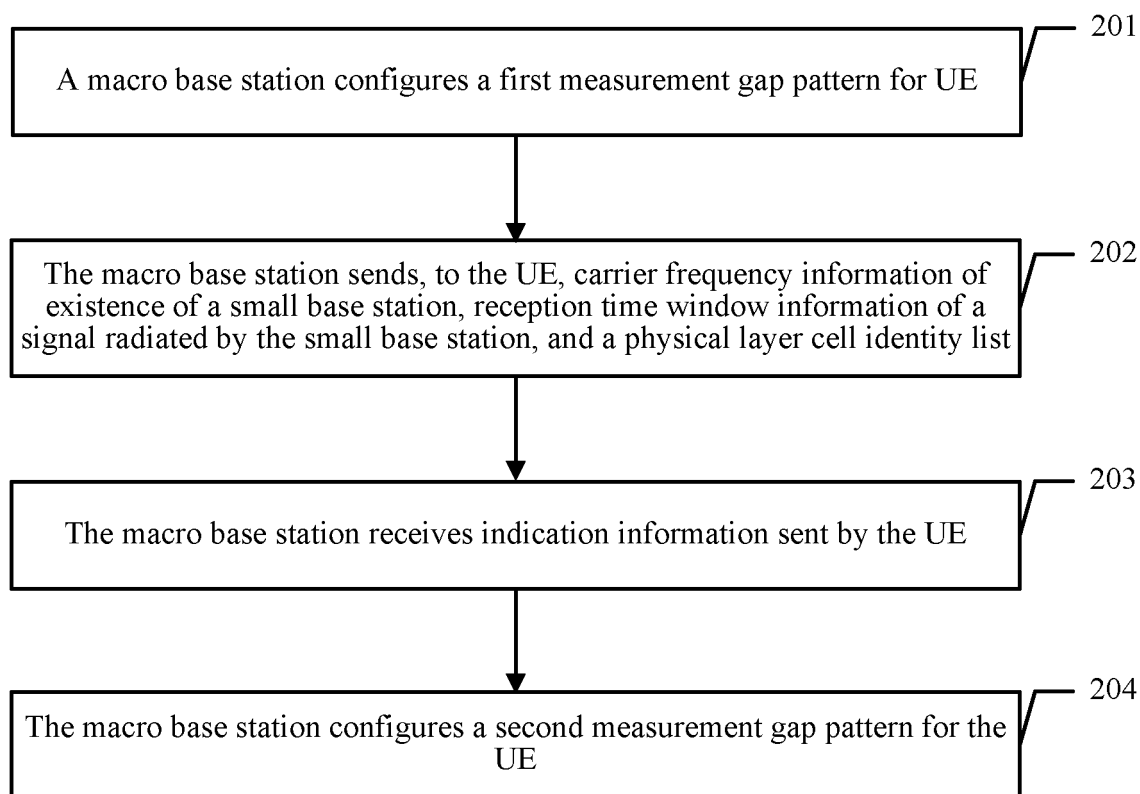 201
A macro base station configures a first measurement gap pattern for UE
202
The macro base station sends, to the UE, carrier frequency information of
existence of a small base station, reception time window information of a
signal radiated by the small base station, and a physical layer cell identity list
203
The macro base station receives indication information sent by the UE
204
The macro base station configures a second measurement gap pattern for the
UE